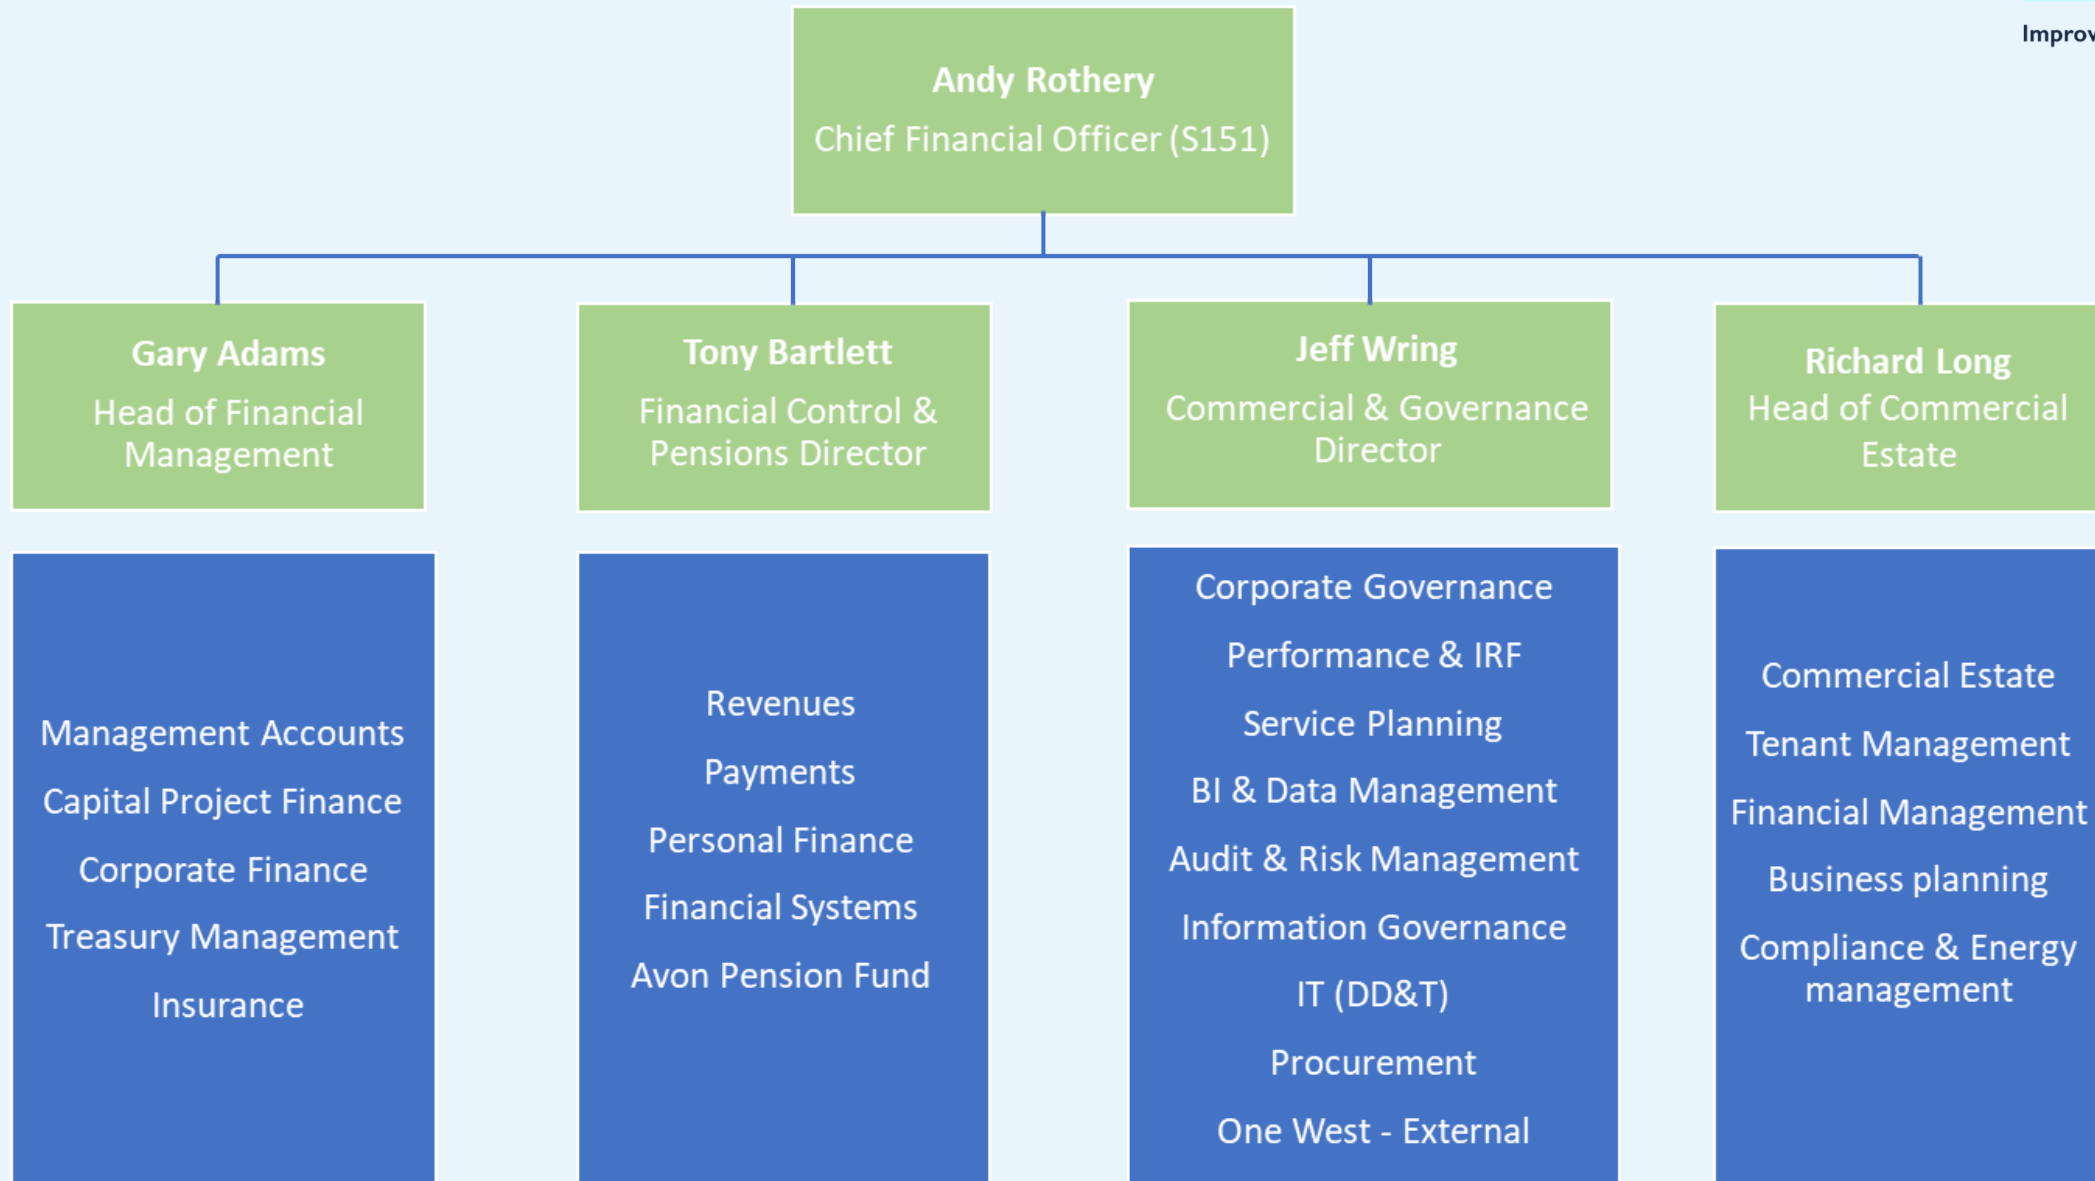 Improv
Andy Rothery
Chief Financial Officer (S151)
Gary Adams
Head of Financial
Management
Tony Bartlett
Financial Control &
Pensions Director
Jeff Wring
Commercial & Governance
Director
Richard Long
Head of Commercial
Estate
Management Accounts
Capital Project Finance
Corporate Finance
Treasury Management
Insurance
Revenues
Payments
Personal Finance
Financial Systems
Avon Pension Fund
Corporate Governance
Performance & IRF
Service Planning
BI & Data Management
Audit & Risk Management
Information Governance
IT (DD&T)
Procurement
One West - External
Commercial Estate
Tenant Management
Financial Management
Business planning
Compliance & Energy
management